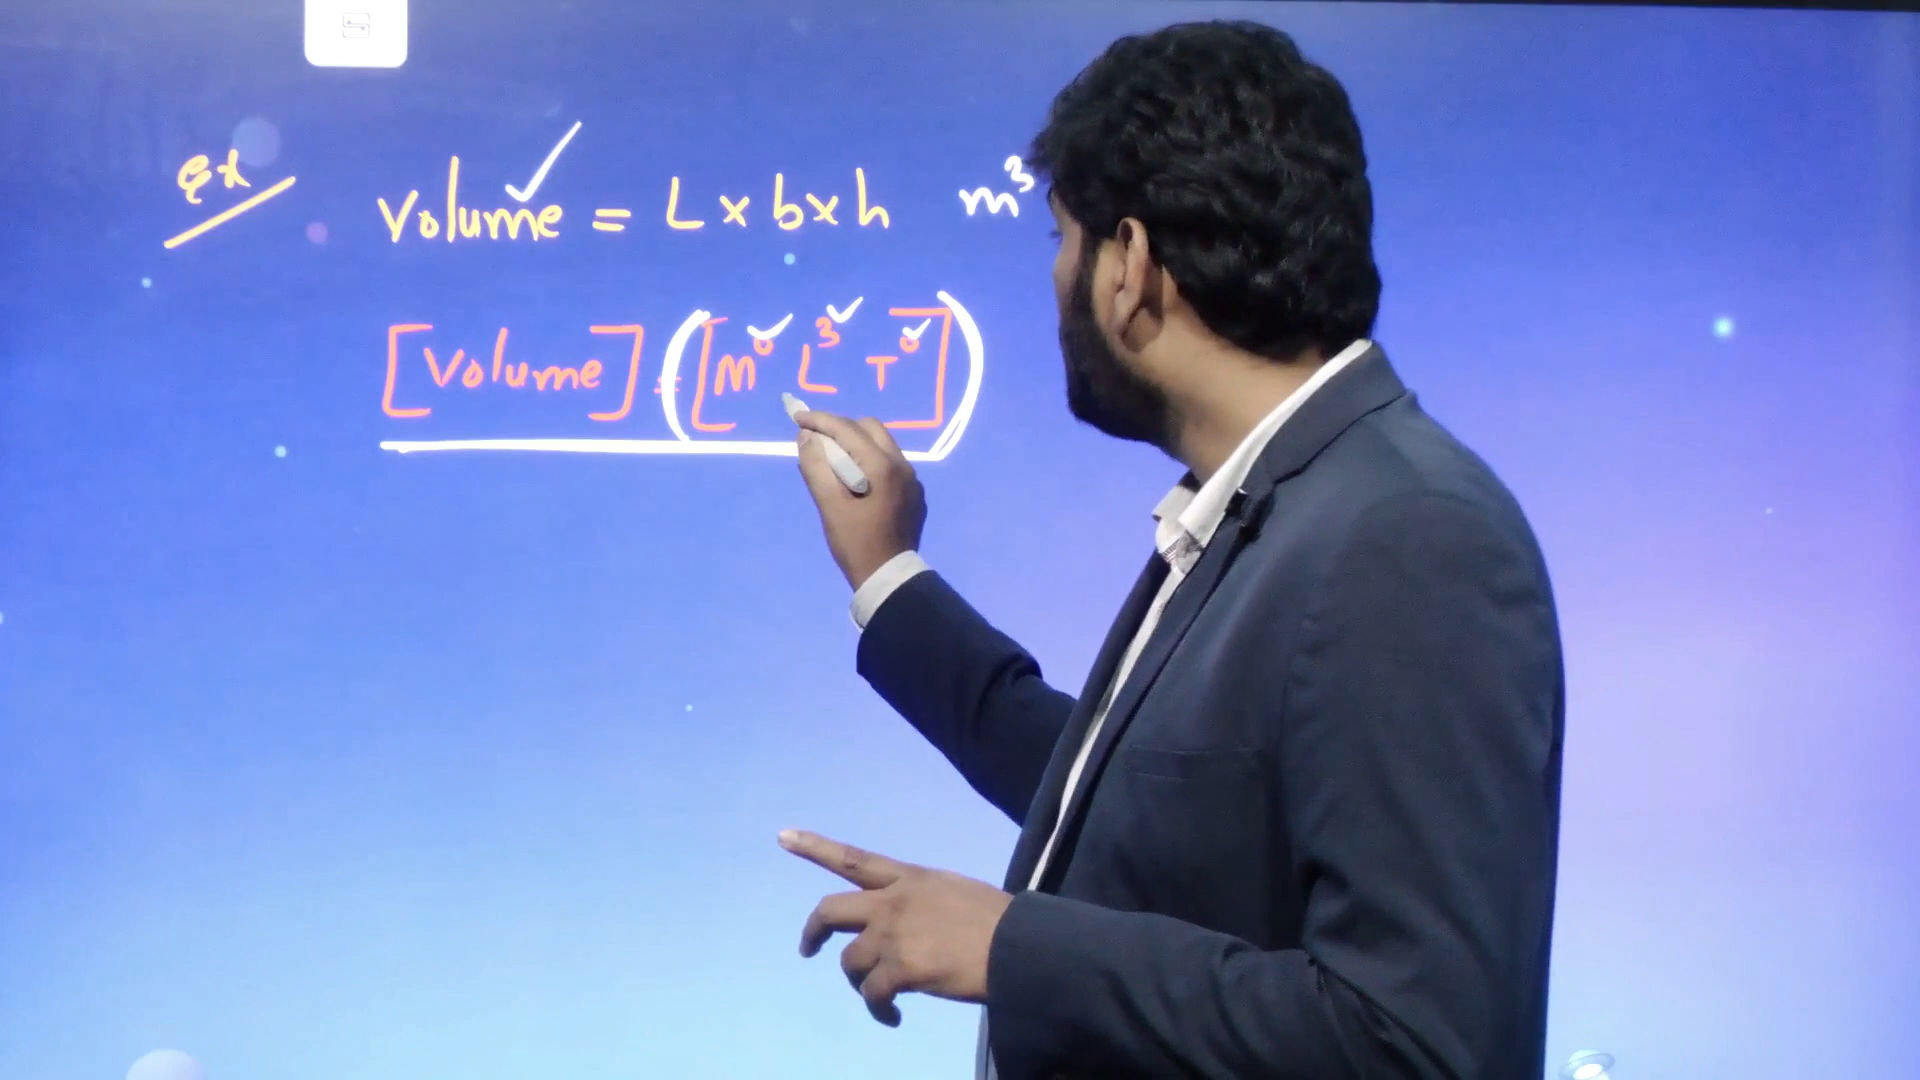 ex
Volume = L × b × h m³
[Volume] = ([M⁰ L³ T⁰])